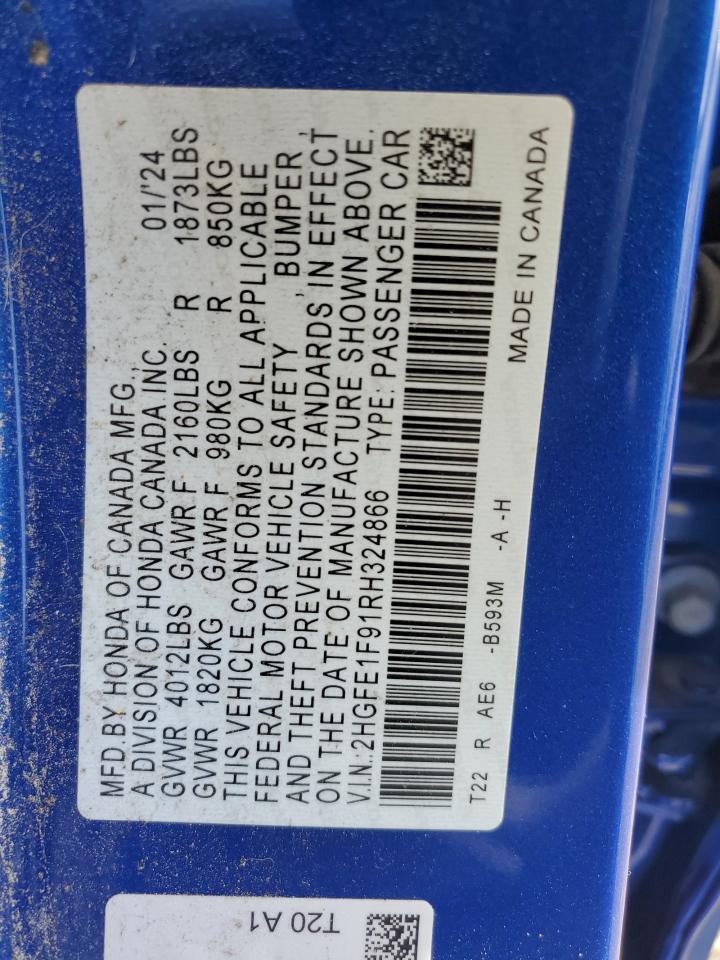 MFD.BY HONDA OF CANADA MFG., 01/'24
A DIVISION OF HONDA CANADA INC.
GVWR 4012LBS GAWR F 2160LBS R 1873LBS
GVWR 1820KG GAWR F 980KG R 850KG
THIS VEHICLE CONFORMS TO ALL APPLICABLE
FEDERAL MOTOR VEHICLE SAFETY, BUMPER,
AND THEFT PREVENTION STANDARDS, IN EFFECT
ON THE DATE OF MANUFACTURE SHOWN ABOVE.
V.I.N.:2HGFE1F91RH324866 TYPE: PASSENGER CAR
T22 R AE6 -B593M -A -H
MADE IN CANADA
T20 A1